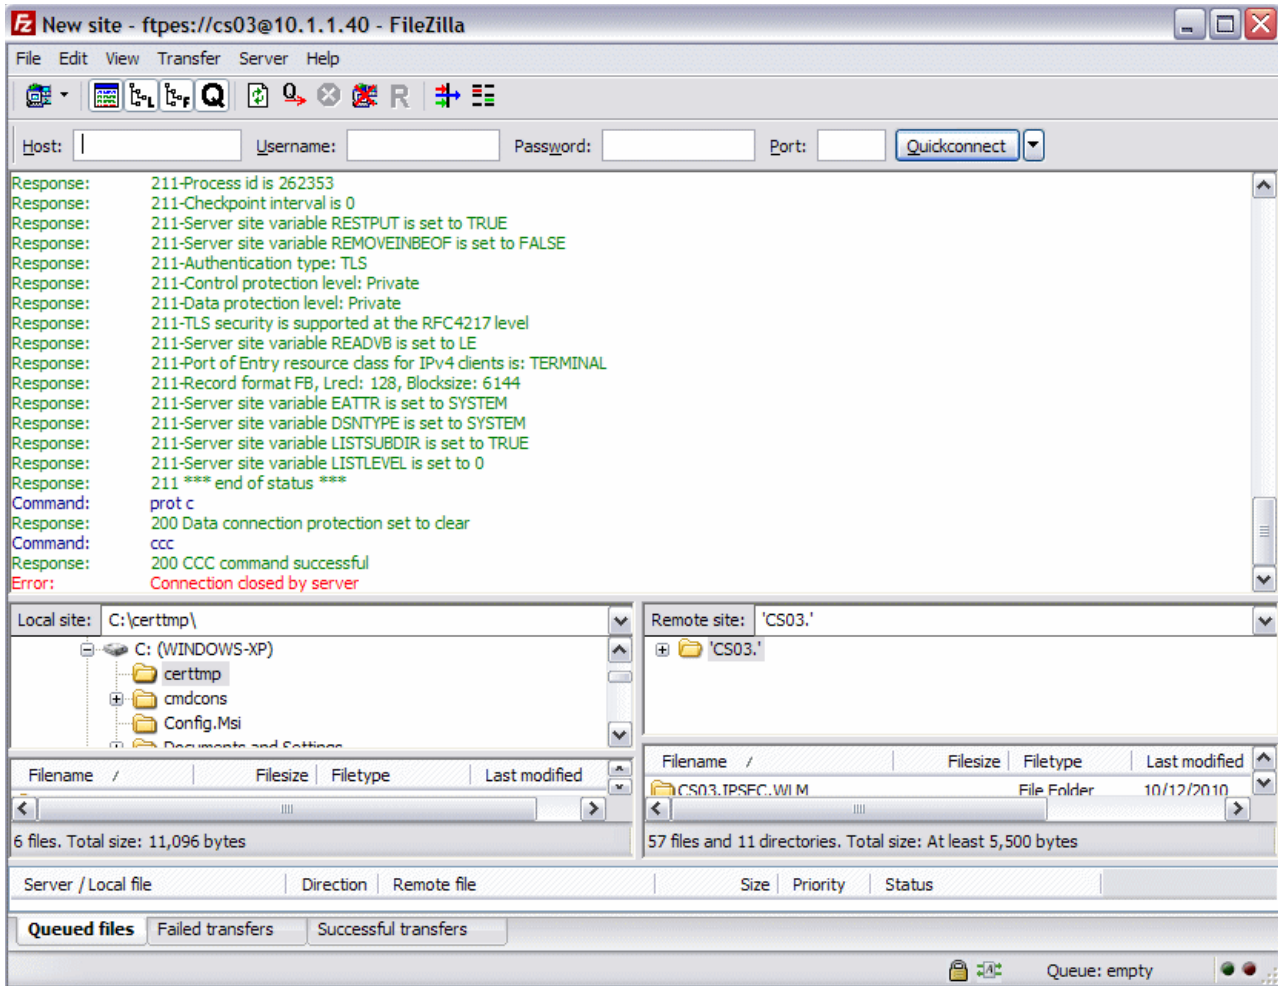 New site - ftpes://cs03@10.1.1.40 - FileZilla
File Edit View Transfer Server Help
Host: Username: Password: Port: Quickconnect
Response: 211-Process id is 262353
Response: 211-Checkpoint interval is 0
Response: 211-Server site variable RESTPUT is set to TRUE
Response: 211-Server site variable REMOVEINBEOF is set to FALSE
Response: 211-Authentication type: TLS
Response: 211-Control protection level: Private
Response: 211-Data protection level: Private
Response: 211-TLS security is supported at the RFC4217 level
Response: 211-Server site variable READVB is set to LE
Response: 211-Port of Entry resource class for IPv4 clients is: TERMINAL
Response: 211-Record format FB, Lrecl: 128, Blocksize: 6144
Response: 211-Server site variable EATTR is set to SYSTEM
Response: 211-Server site variable DSNTYPE is set to SYSTEM
Response: 211-Server site variable LISTSUBDIR is set to TRUE
Response: 211-Server site variable LISTLEVEL is set to 0
Response: 211 *** end of status ***
Command: prot c
Response: 200 Data connection protection set to clear
Command: ccc
Response: 200 CCC command successful
Error: Connection closed by server
Local site: C:\certtmp\
C: (WINDOWS-XP)
certtmp
cmdcons
Config.Msi
Documents and Settings
Filename / Filesize Filetype Last modified
6 files. Total size: 11,096 bytes
Remote site: 'CS03.'
'CS03.'
Filename / Filesize Filetype Last modified
CS03.IPSEC.WLM File Folder 10/12/2010
57 files and 11 directories. Total size: At least 5,500 bytes
Server / Local file Direction Remote file Size Priority Status
Queued files Failed transfers Successful transfers
Queue: empty